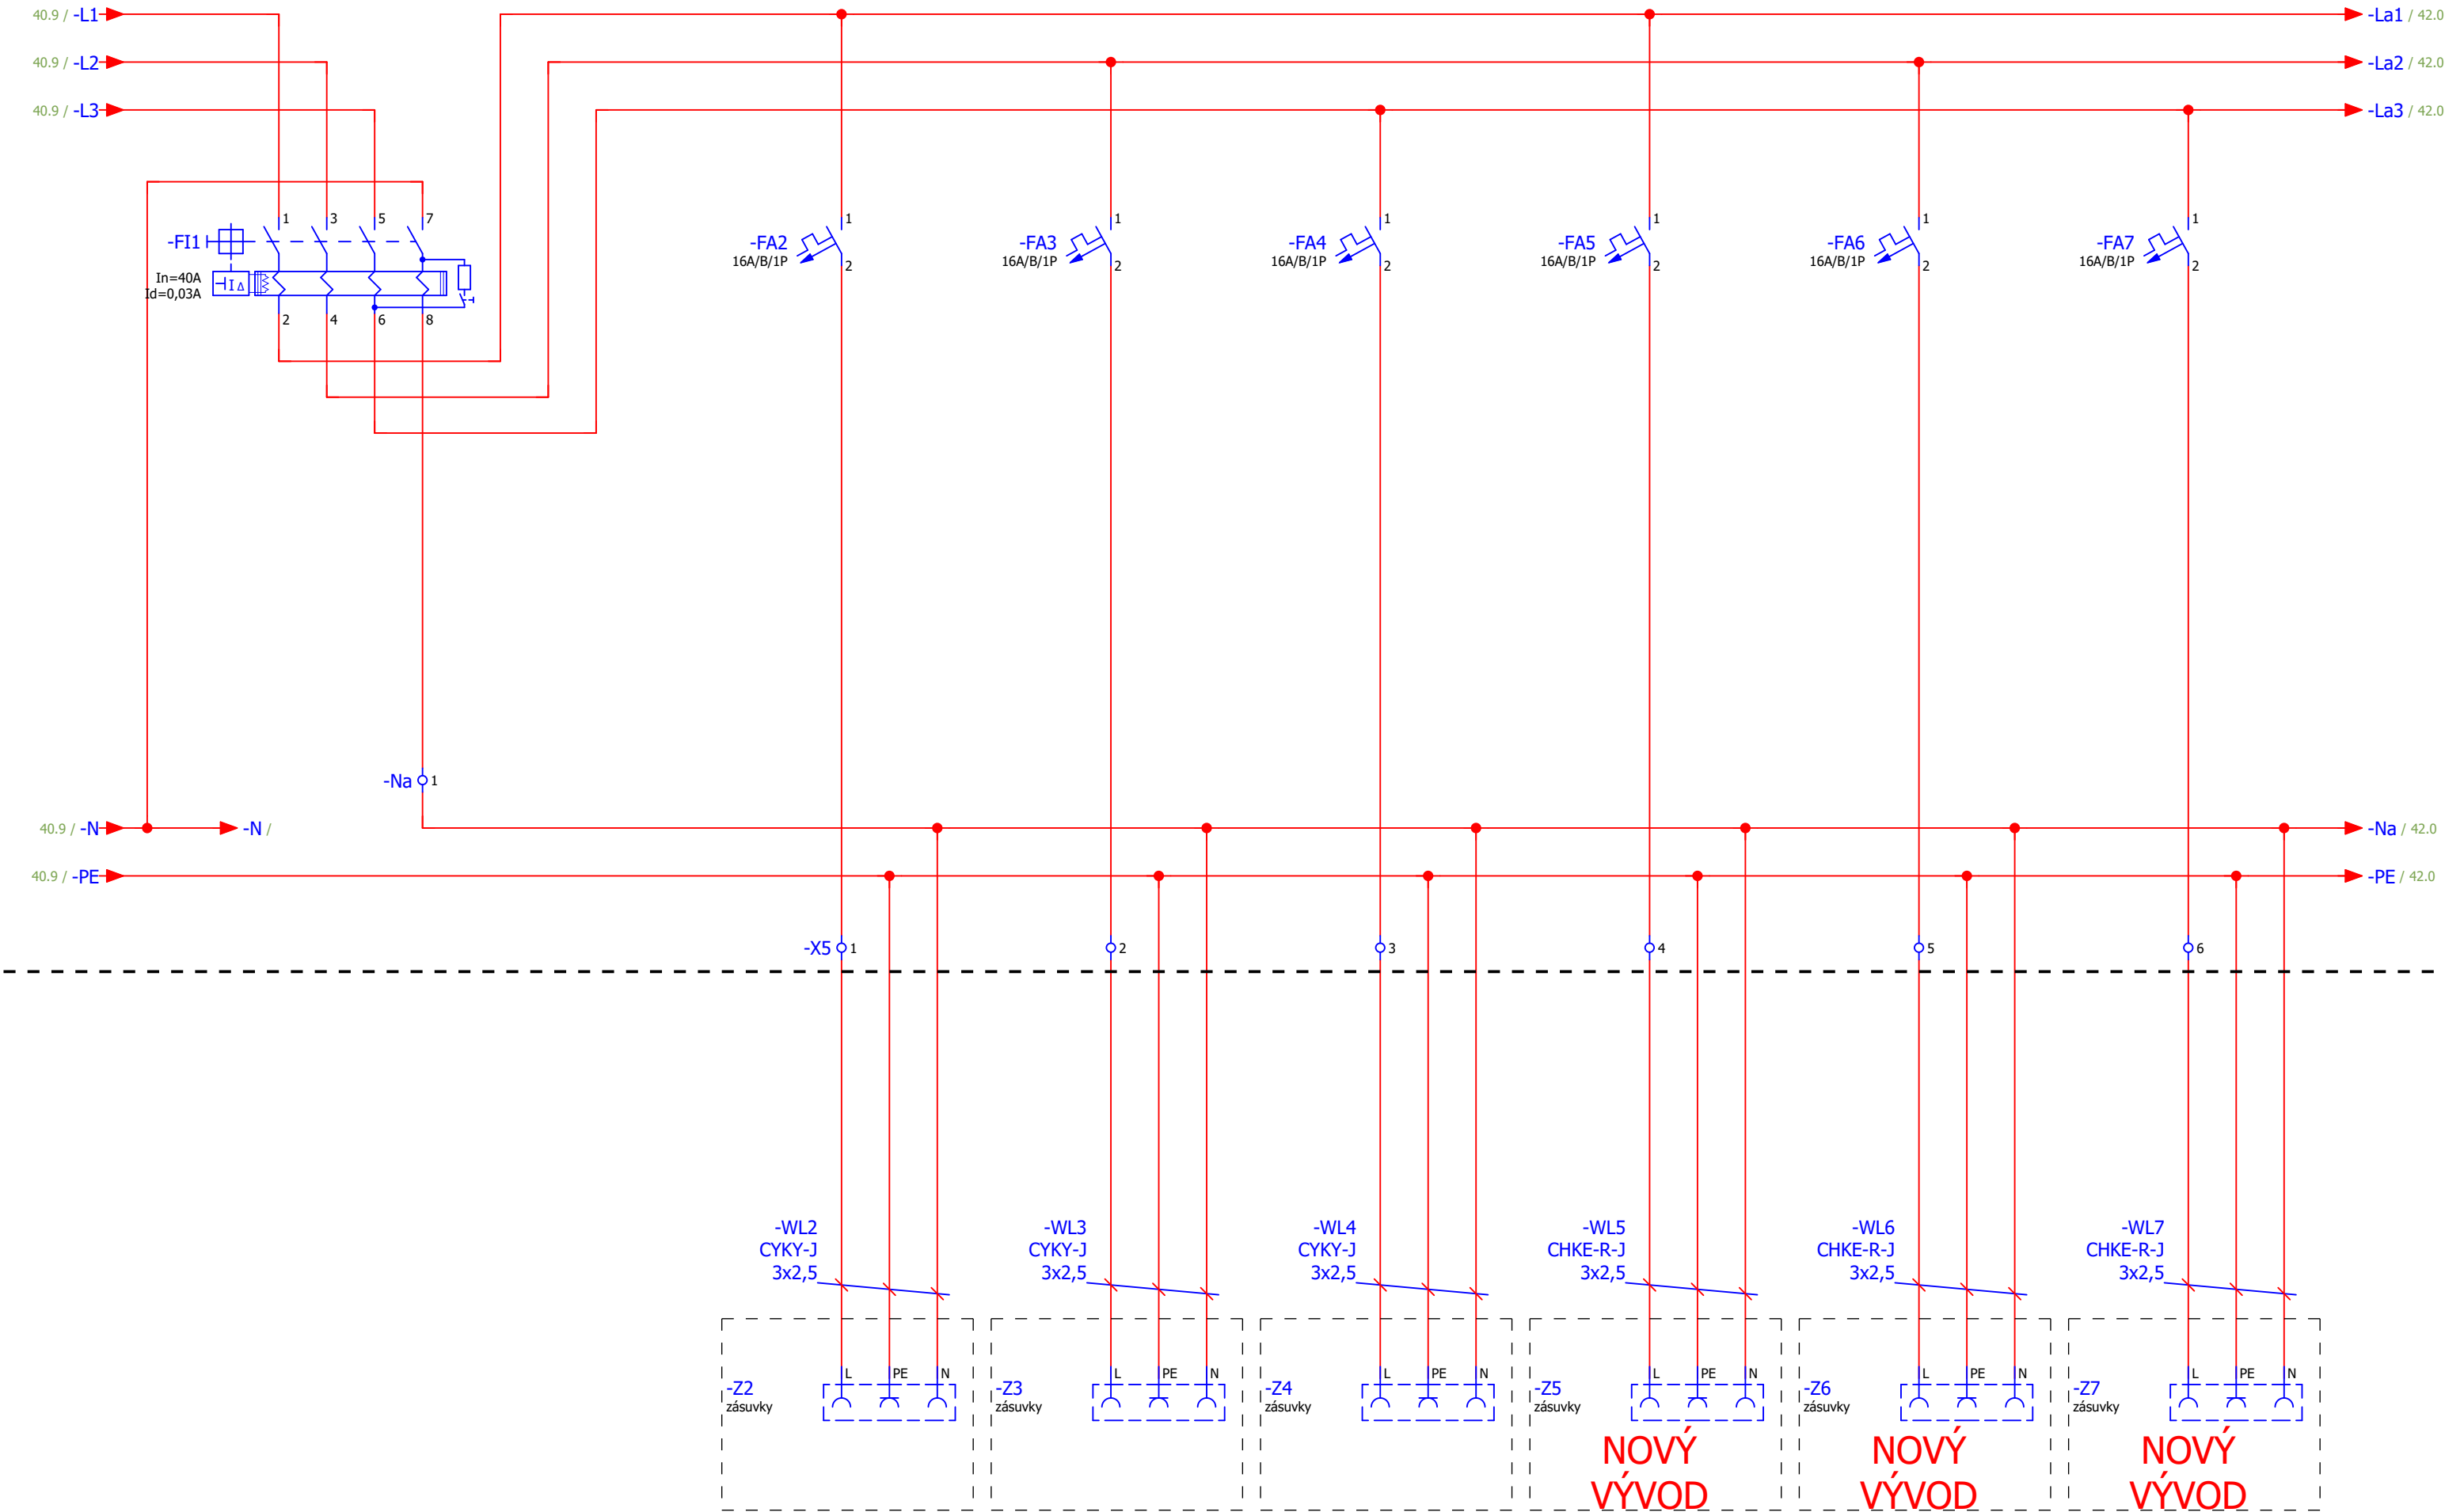 40.9 / -L1
-La1 / 42.0
40.9 / -L2
-La2 / 42.0
40.9 / -L3
-La3 / 42.0
1 3 5 7
-FI1
In=40A
Id=0,03A
I Δ
2 4 6 8
1 1 1 1 1 1
-FA2 -FA3 -FA4 -FA5 -FA6 -FA7
16A/B/1P 16A/B/1P 16A/B/1P 16A/B/1P 16A/B/1P 16A/B/1P
2 2 2 2 2 2
-Na 1
40.9 / -N
-N /
-Na / 42.0
40.9 / -PE
-PE / 42.0
-X5 1 2 3 4 5 6
-WL2 -WL3 -WL4 -WL5 -WL6 -WL7
CYKY-J CYKY-J CYKY-J CHKE-R-J CHKE-R-J CHKE-R-J
3x2,5 3x2,5 3x2,5 3x2,5 3x2,5 3x2,5
L PE N L PE N L PE N L PE N L PE N L PE N
-Z2 -Z3 -Z4 -Z5 -Z6 -Z7
zásuvky zásuvky zásuvky zásuvky zásuvky zásuvky
NOVÝ NOVÝ NOVÝ
VÝVOD VÝVOD VÝVOD